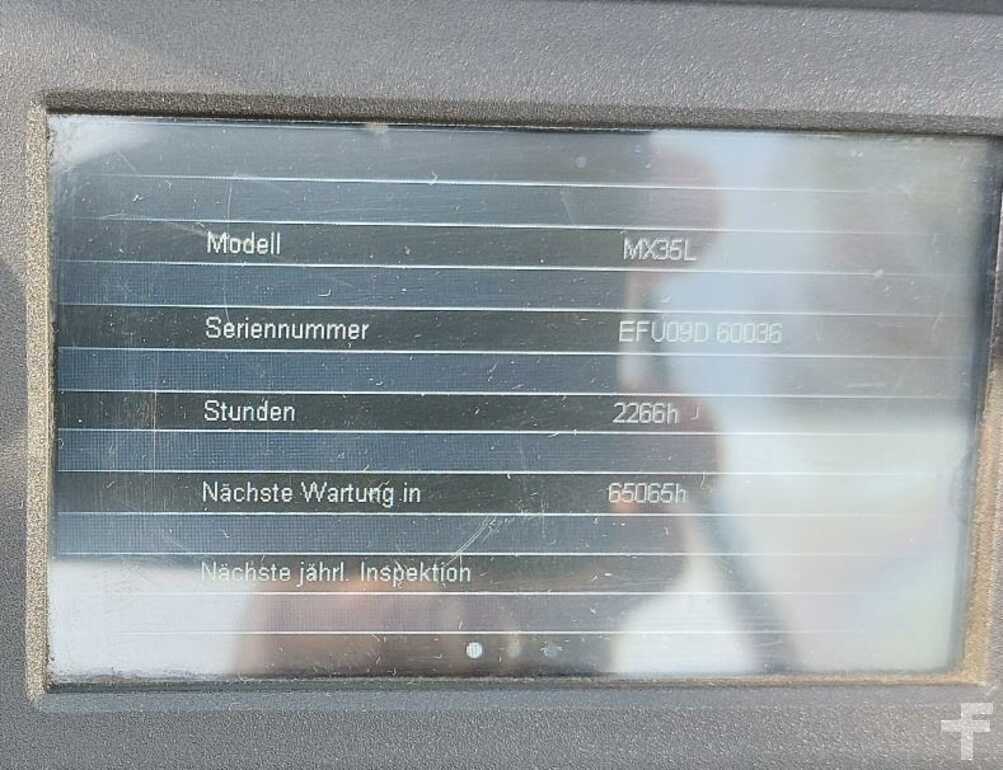 Modell MX35L
Seriennummer EFU09D 60036
Stunden 2266h
Nächste Wartung in 65065h
Nächste jährl. Inspektion